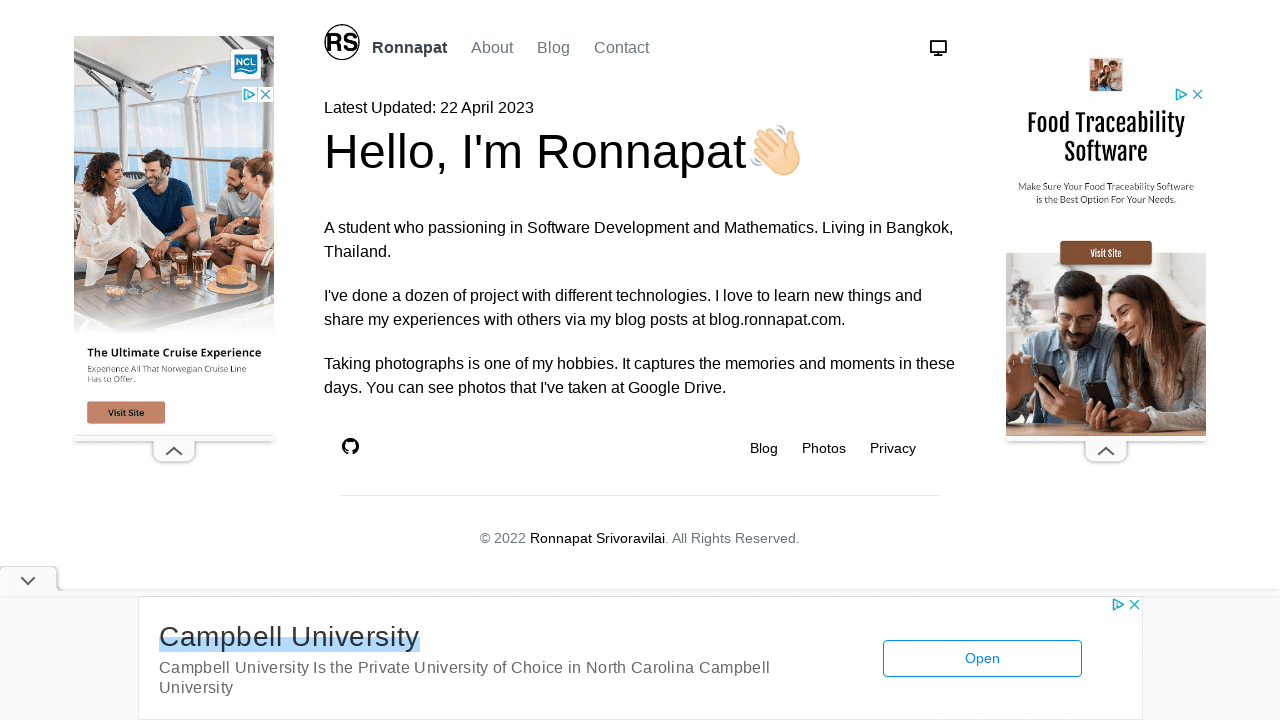 RS
Ronnapat About Blog Contact
Latest Updated: 22 April 2023
Hello, I'm Ronnapat👋🏼
A student who passioning in Software Development and Mathematics. Living in Bangkok,
Thailand.
I've done a dozen of project with different technologies. I love to learn new things and
share my experiences with others via my blog posts at blog.ronnapat.com.
Taking photographs is one of my hobbies. It captures the memories and moments in these
days. You can see photos that I've taken at Google Drive.
Blog Photos Privacy
© 2022 Ronnapat Srivoravilai. All Rights Reserved.
NCL
The Ultimate Cruise Experience
Experience All That Norwegian Cruise Line
Has to Offer.
Visit Site
Food Traceability
Software
Make Sure Your Food Traceability Software
is the Best Option For Your Needs.
Visit Site
Campbell University
Campbell University Is the Private University of Choice in North Carolina Campbell
University
Open